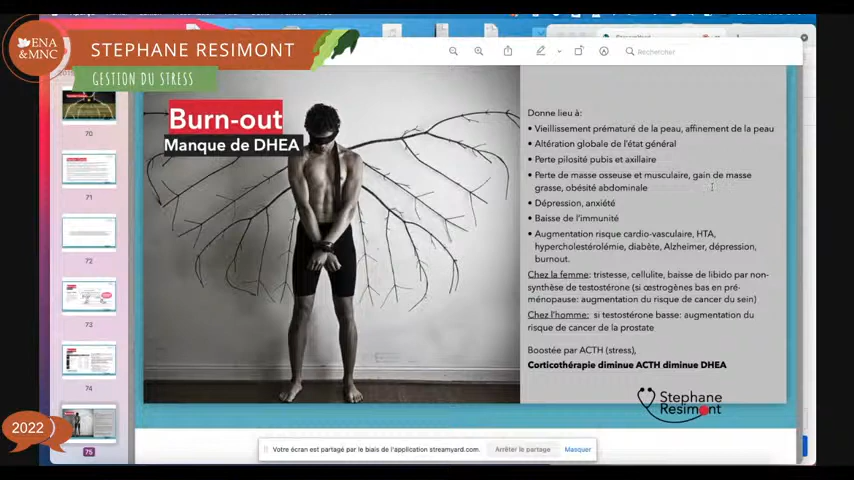 ENA
&MNC
STEPHANE RESIMONT
GESTION DU STRESS
Rechercher
70
71
72
73
74
75
Burn-out
Manque de DHEA
Donne lieu à:
• Vieillissement prématuré de la peau, affinement de la peau
• Altération globale de l'état général
• Perte pilosité pubis et axillaire
• Perte de masse osseuse et musculaire, gain de masse
grasse, obésité abdominale
• Dépression, anxiété
• Baisse de l'immunité
• Augmentation risque cardio-vasculaire, HTA,
hypercholestérolémie, diabète, Alzheimer, dépression,
burnout.
Chez la femme: tristesse, cellulite, baisse de libido par non-
synthèse de testostérone (si œstrogènes bas en pré-
ménopause: augmentation du risque de cancer du sein)
Chez l'homme: si testostérone basse: augmentation du
risque de cancer de la prostate
Boostée par ACTH (stress),
Corticothérapie diminue ACTH diminue DHEA
Stephane
Resimont
2022
Votre écran est partagé par le biais de l'application streamyard.com.
Arrêter le partage
Masquer